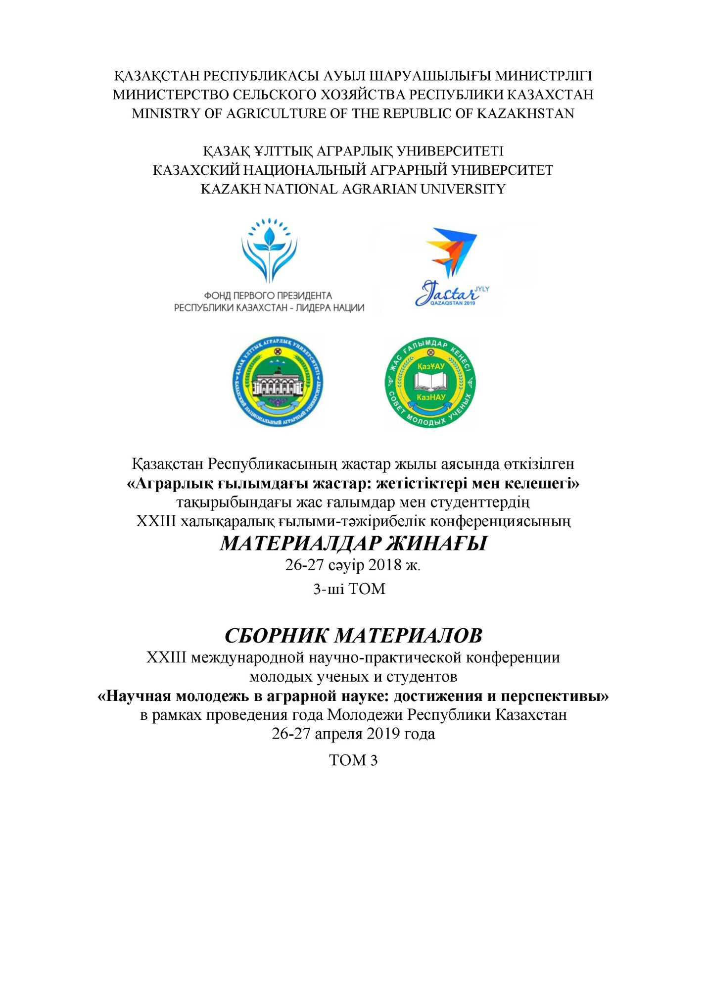 ҚАЗАҚСТАН РЕСПУБЛИКАСЫ АУЫЛ ШАРУАШЫЛЫҒЫ МИНИСТРЛІГІ
МИНИСТЕРСТВО СЕЛЬСКОГО ХОЗЯЙСТВА РЕСПУБЛИКИ КАЗАХСТАН
MINISTRY OF AGRICULTURE OF THE REPUBLIC OF KAZAKHSTAN
ҚАЗАҚ ҰЛТТЫҚ АГРАРЛЫҚ УНИВЕРСИТЕТІ
КАЗАХСКИЙ НАЦИОНАЛЬНЫЙ АГРАРНЫЙ УНИВЕРСИТЕТ
KAZAKH NATIONAL AGRARIAN UNIVERSITY
ФОНД ПЕРВОГО ПРЕЗИДЕНТА
РЕСПУБЛИКИ КАЗАХСТАН - ЛИДЕРА НАЦИИ
Jastar JYLY
QAZAQSTAN 2019
ҚАЗАҚ ҰЛТТЫҚ АГРАРЛЫҚ УНИВЕРСИТЕТІ
КАЗАХСКИЙ НАЦИОНАЛЬНЫЙ АГРАРНЫЙ УНИВЕРСИТЕТ
ЖАС ҒАЛЫМДАР КЕҢЕСІ
ҚазҰАУ
КазНАУ
СОВЕТ МОЛОДЫХ УЧЕНЫХ
Қазақстан Республикасының жастар жылы аясында өткізілген
«Аграрлық ғылымдағы жастар: жетістіктері мен келешегі»
тақырыбындағы жас ғалымдар мен студенттердің
XXIII халықаралық ғылыми-тәжірибелік конференциясының
МАТЕРИАЛДАР ЖИНАҒЫ
26-27 сәуір 2018 ж.
3-ші ТОМ
СБОРНИК МАТЕРИАЛОВ
XXIII международной научно-практической конференции
молодых ученых и студентов
«Научная молодежь в аграрной науке: достижения и перспективы»
в рамках проведения года Молодежи Республики Казахстан
26-27 апреля 2019 года
ТОМ 3